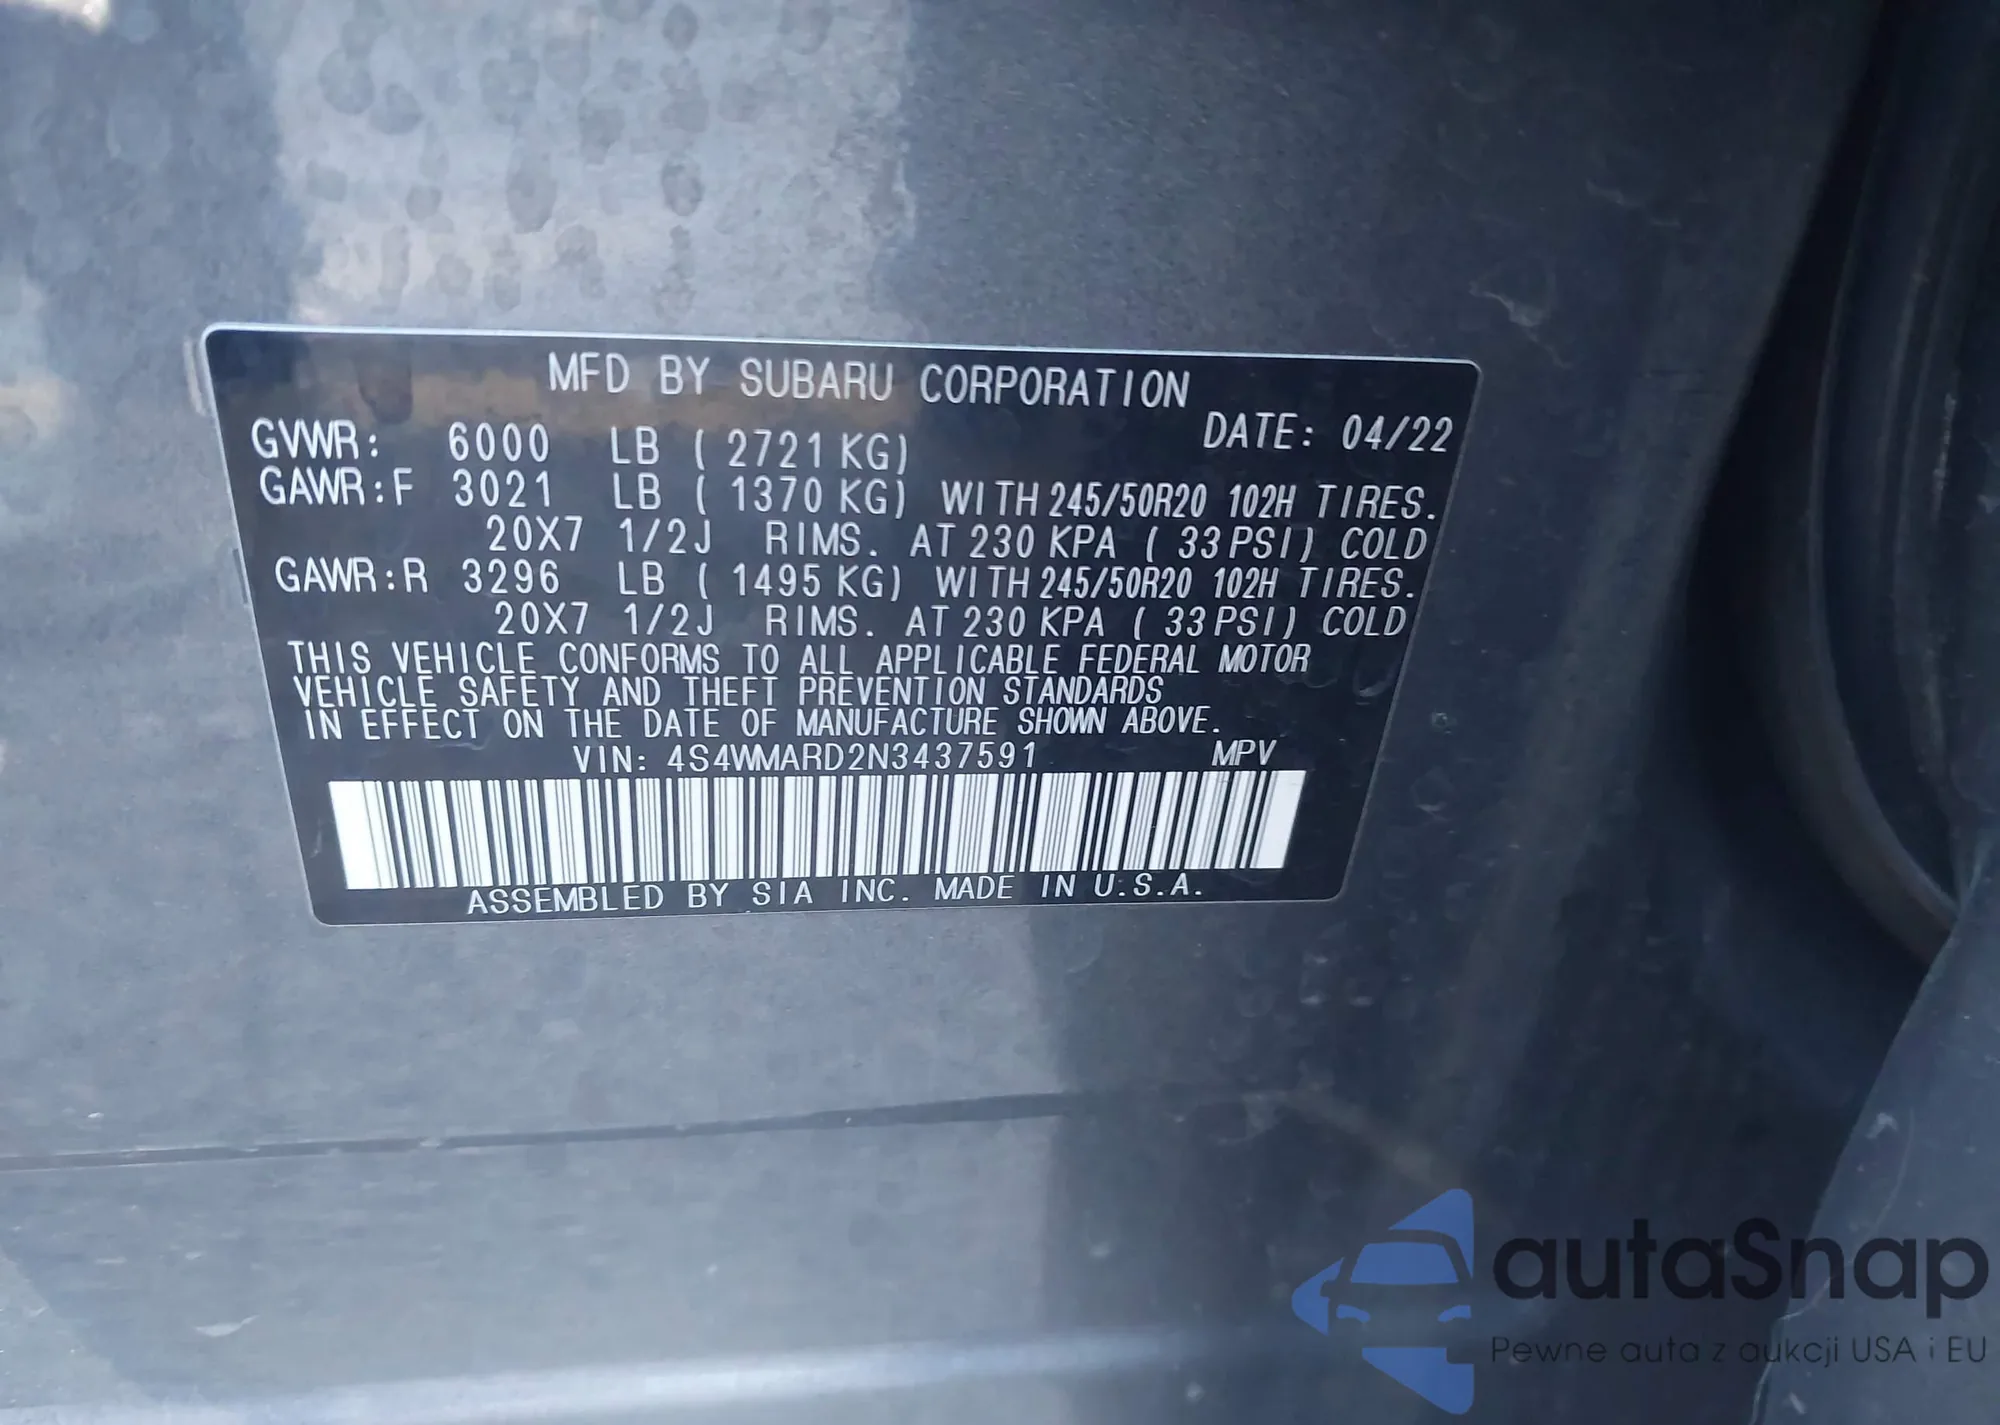 MFD BY SUBARU CORPORATION
GVWR: 6000 LB ( 2721 KG) DATE: 04/22
GAWR:F 3021 LB ( 1370 KG) WITH 245/50R20 102H TIRES.
20X7 1/2J RIMS. AT 230 KPA ( 33 PSI) COLD
GAWR:R 3296 LB ( 1495 KG) WITH 245/50R20 102H TIRES.
20X7 1/2J RIMS. AT 230 KPA ( 33 PSI) COLD
THIS VEHICLE CONFORMS TO ALL APPLICABLE FEDERAL MOTOR
VEHICLE SAFETY AND THEFT PREVENTION STANDARDS
IN EFFECT ON THE DATE OF MANUFACTURE SHOWN ABOVE.
VIN: 4S4WMARD2N3437591 MPV
ASSEMBLED BY SIA INC. MADE IN U.S.A.
autaSnap
Pewne auta z aukcji USA i EU